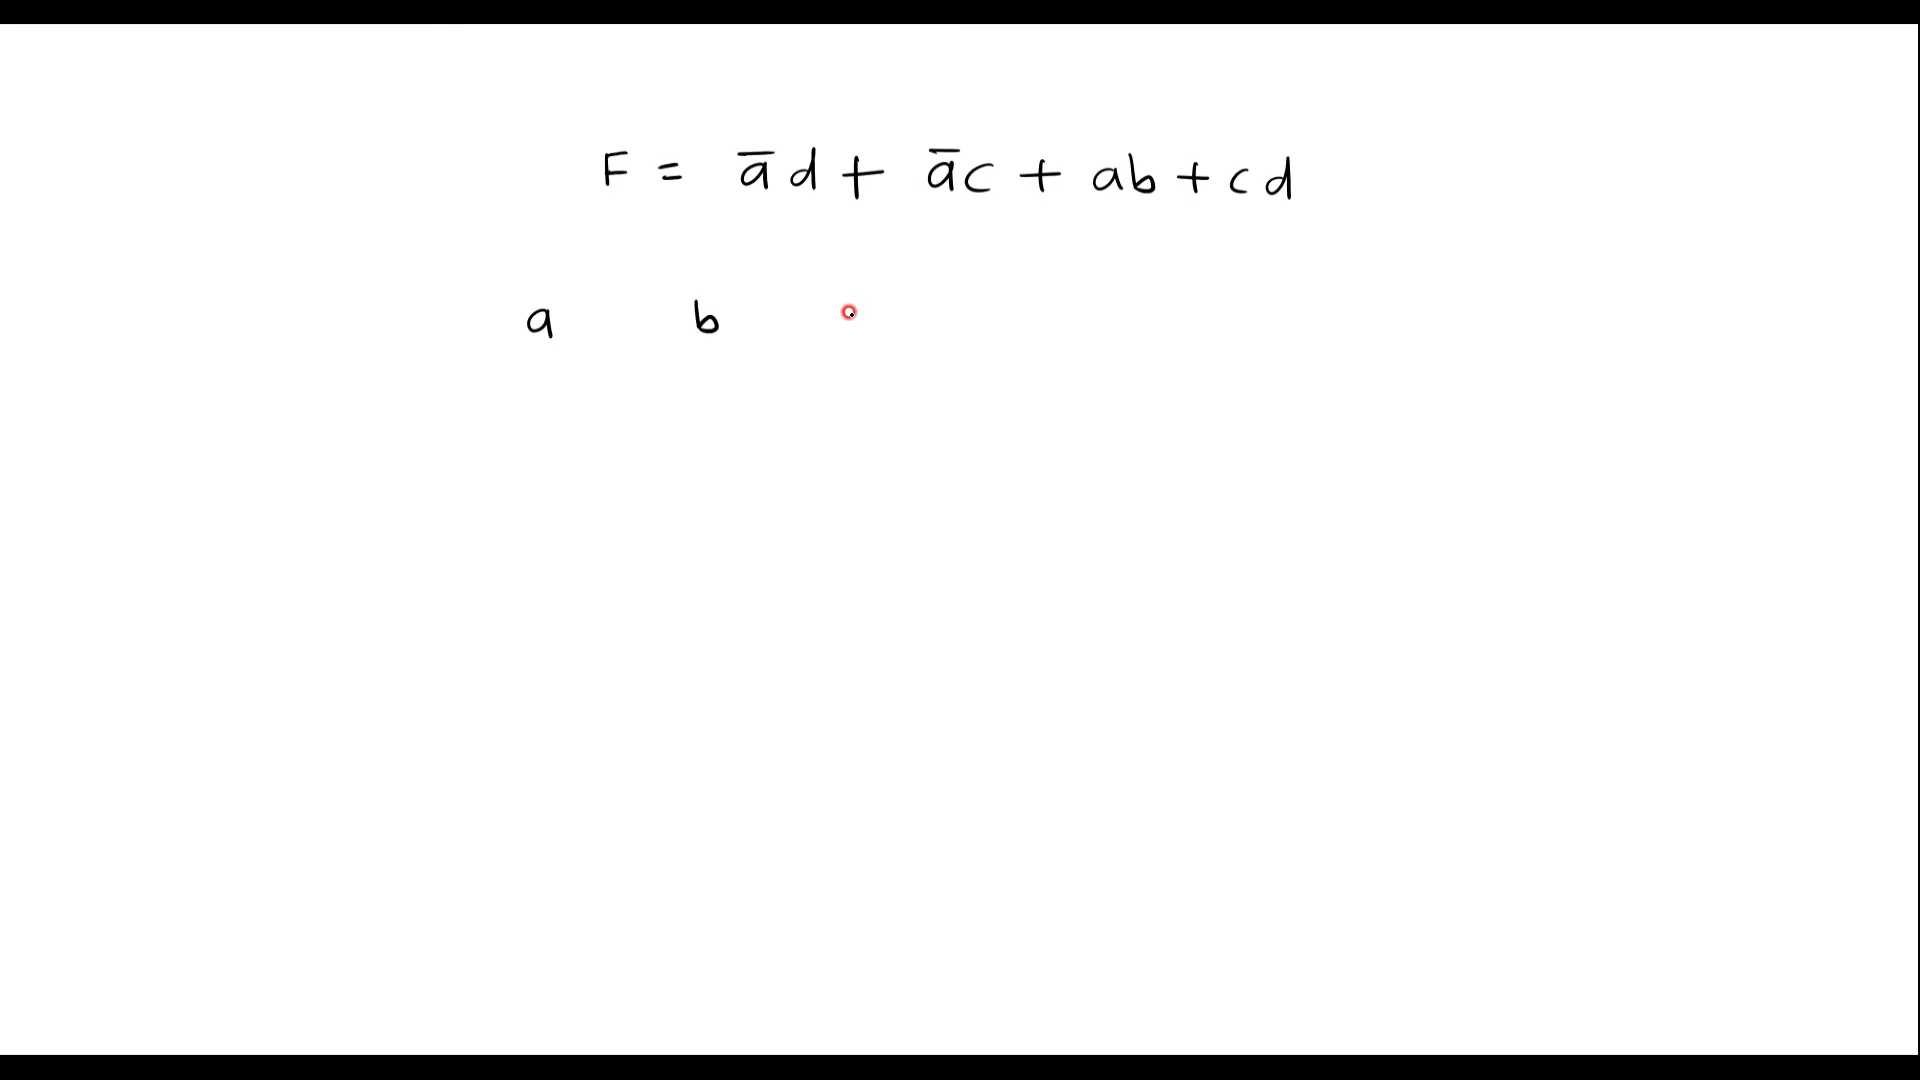 F = a̅d + a̅c + ab + cd
a b